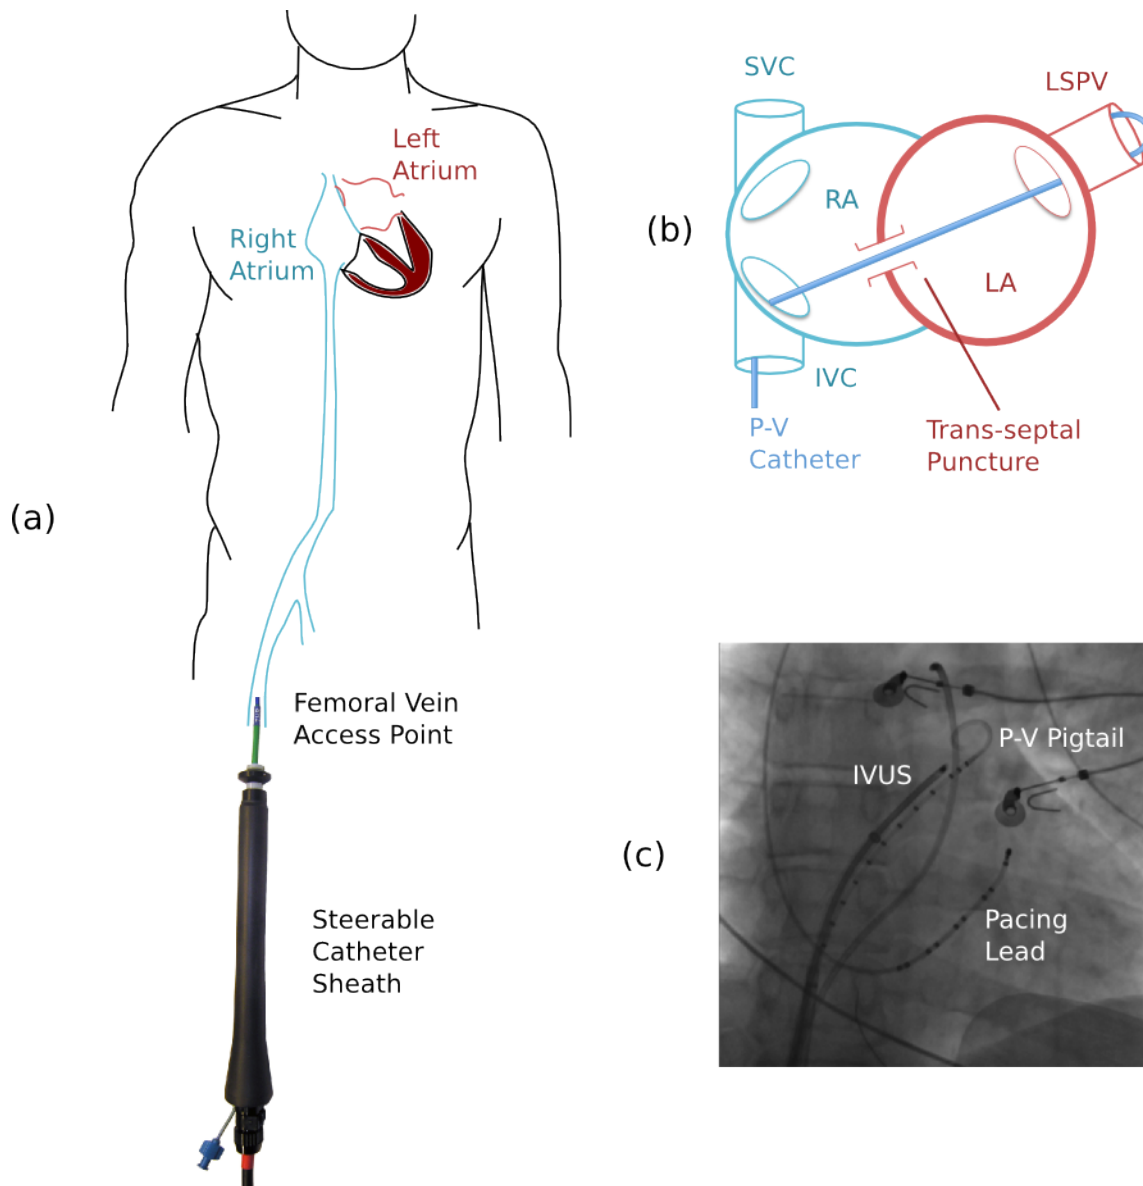 (a)
Left
Atrium
Right
Atrium
Femoral Vein
Access Point
Steerable
Catheter
Sheath
(b)
SVC
LSPV
RA
LA
IVC
P-V
Catheter
Trans-septal
Puncture
(c)
IVUS
P-V Pigtail
Pacing
Lead